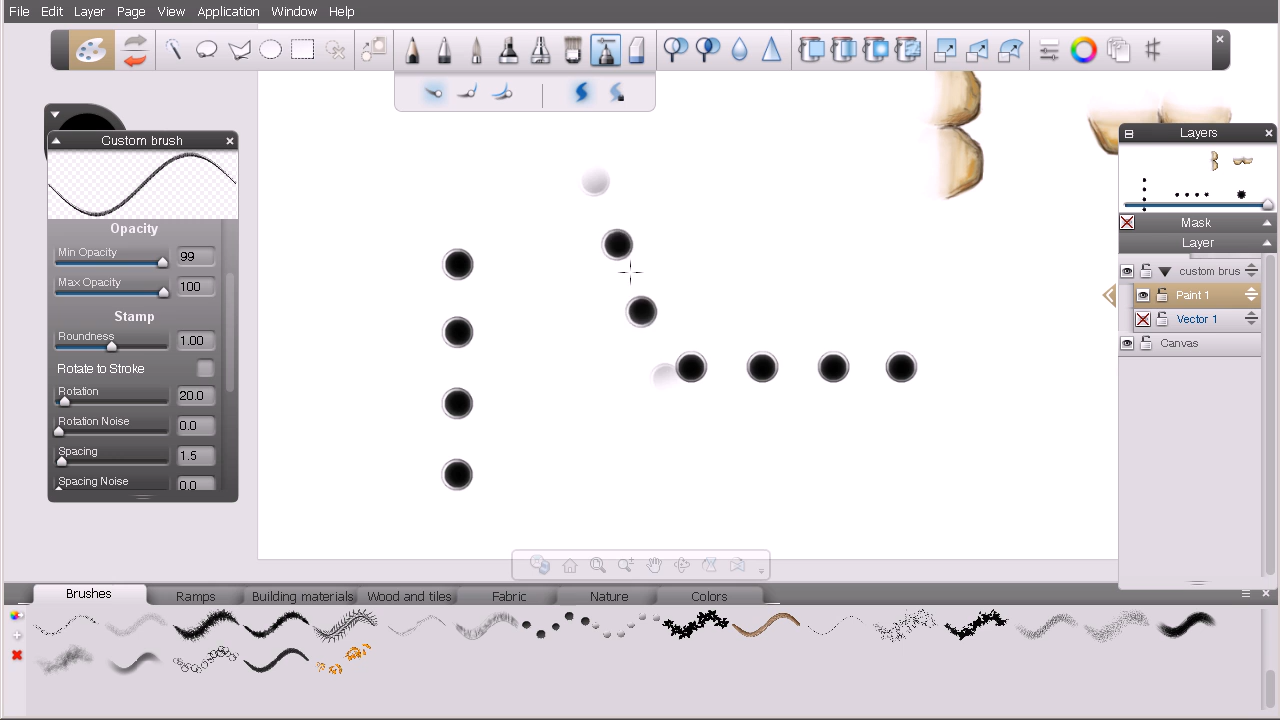 File Edit Layer Page View Application Window Help
Custom brush
Opacity
Min Opacity 99
Max Opacity 100
Stamp
Roundness 1.00
Rotate to Stroke
Rotation 20.0
Rotation Noise 0.0
Spacing 1.5
Spacing Noise 0.0
Layers
Mask
Layer
custom brus
Paint 1
Vector 1
Canvas
Brushes Ramps Building materials Wood and tiles Fabric Nature Colors